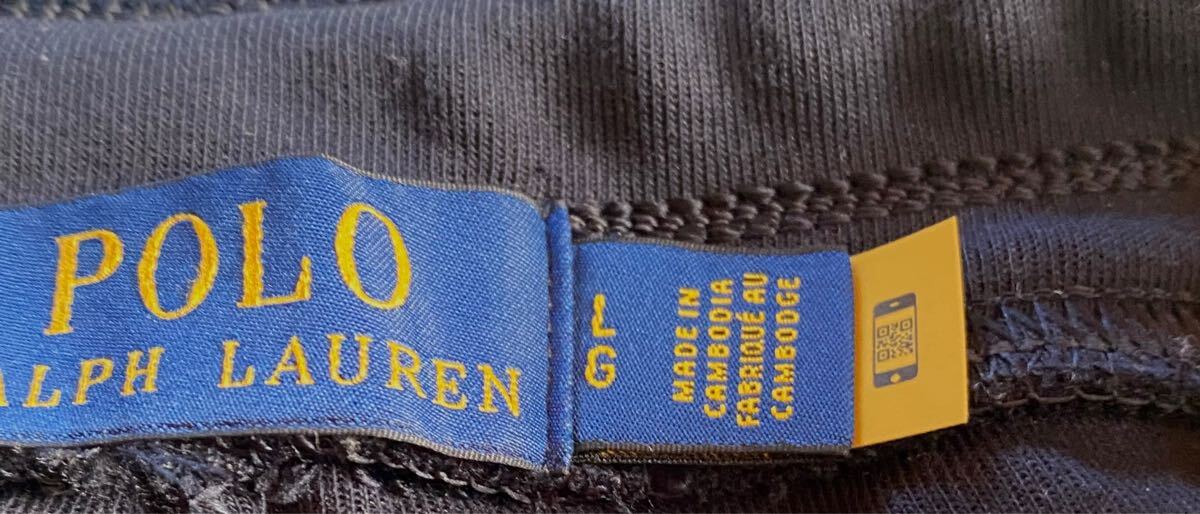 POLO
ALPH LAUREN
L
G
MADE IN
CAMBODIA
FABRIQUÉ AU
CAMBODGE